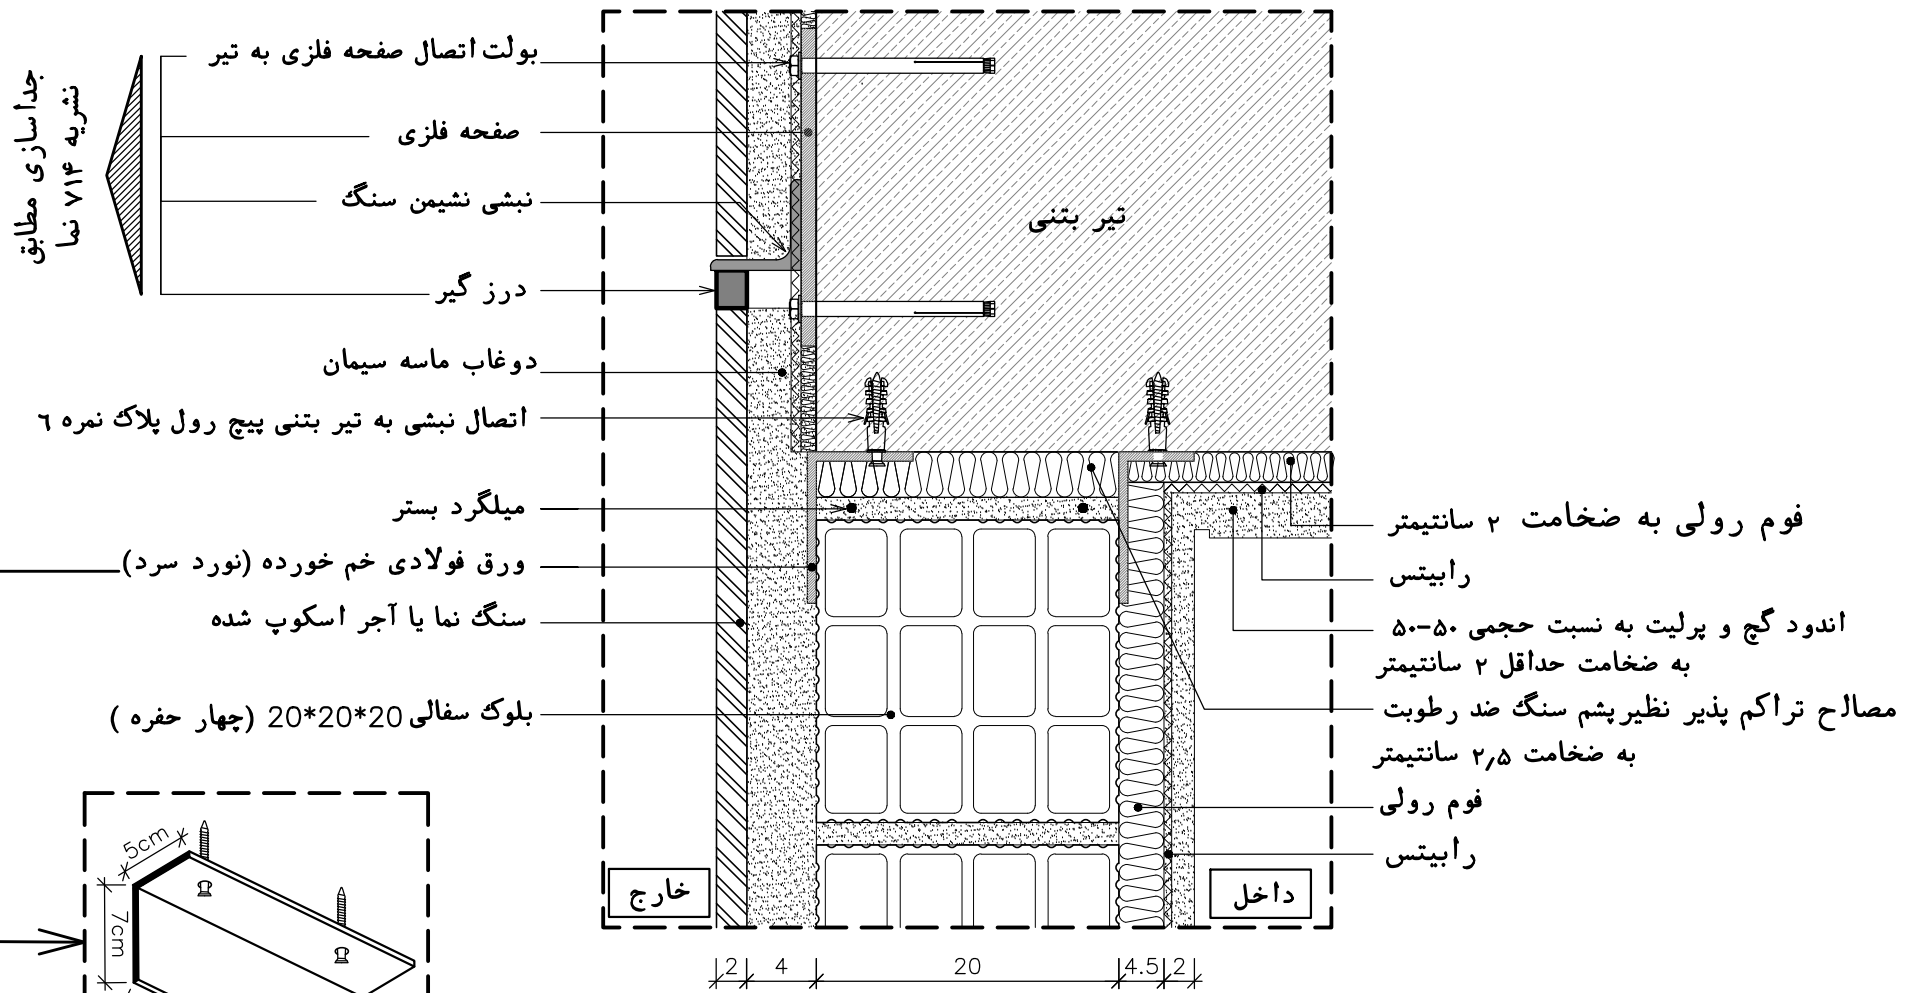 جداسازی مطابق
نشریه ۷۱۴ نما
بولت اتصال صفحه فلزی به تیر
صفحه فلزی
نبشی نشیمن سنگ
درز گیر
دوغاب ماسه سیمان
اتصال نبشی به تیر بتنی پیچ رول پلاک نمره ٦
میلگرد بستر
ورق فولادی خم خورده (نورد سرد)
سنگ نما یا آجر اسکوپ شده
بلوک سفالی 20*20*20 (چهار حفره )
تیر بتنی
فوم رولی به ضخامت ۲ سانتیمتر
رابیتس
اندود گچ و پرلیت به نسبت حجمی ۵۰-۵۰
به ضخامت حداقل ۲ سانتیمتر
مصالح تراکم پذیر نظیر پشم سنگ ضد رطوبت
به ضخامت ۲٫۵ سانتیمتر
فوم رولی
رابیتس
خارج
داخل
5cm
7cm
2 4 20 4.5 2